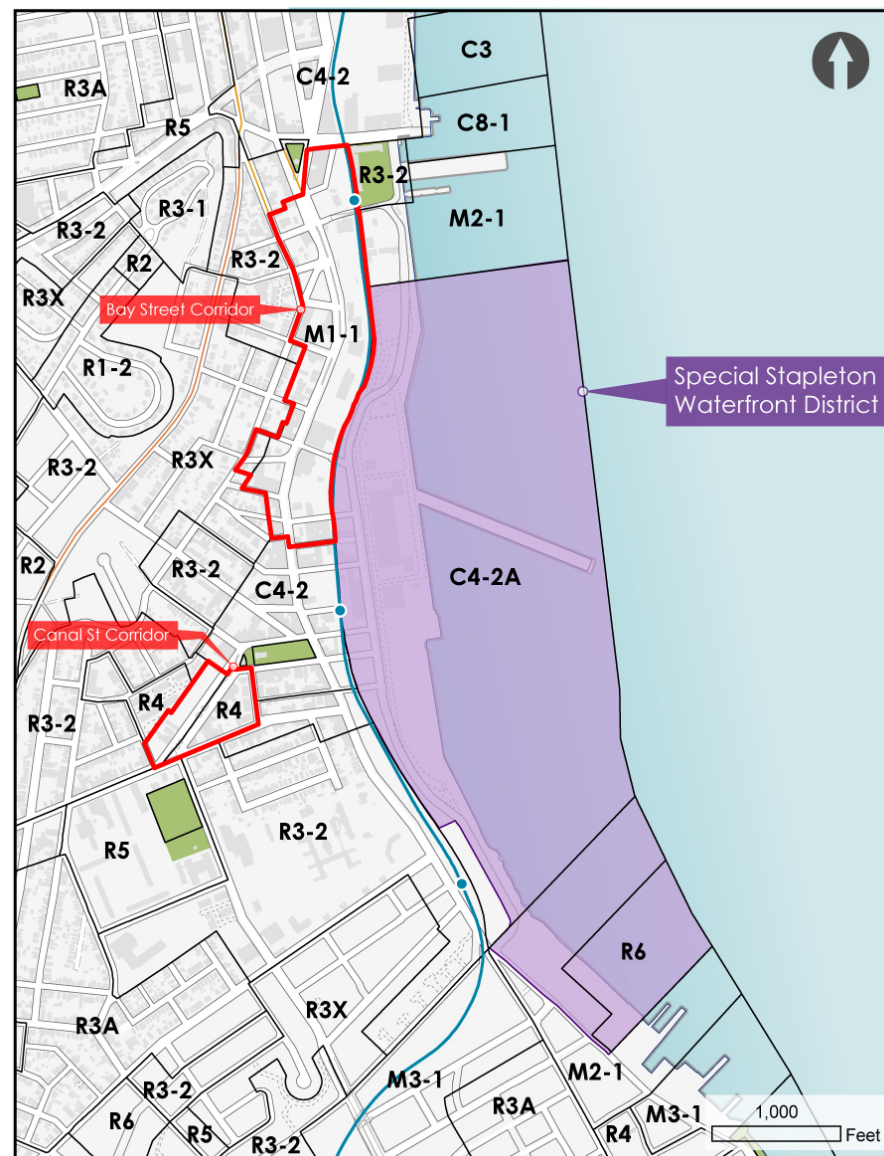 C3
C4-2
R3A
C8-1
R5
R3-2
R3-1
M2-1
R3-2
R3-2
R2
R3X
Bay Street Corridor
M1-1
R1-2
Special Stapleton
Waterfront District
R3-2
R3X
R2
R3-2
C4-2
C4-2A
Canal St Corridor
R4
R4
R3-2
R5
R3-2
R6
R3X
R3A
M3-1
M2-1
R3-2
R3A
R6
R5
R3-2
R4
M3-1
1,000
Feet